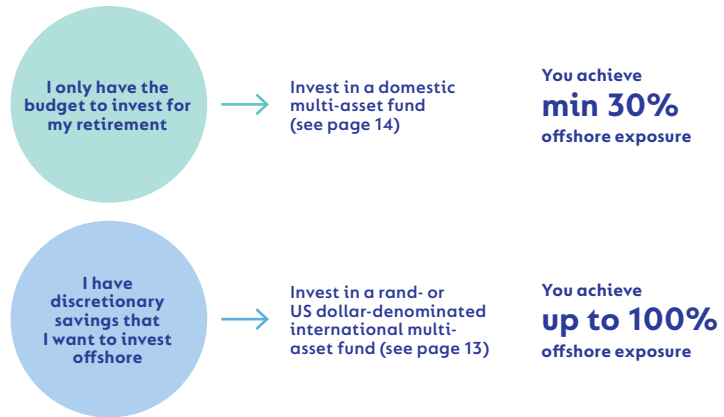 I only have the
budget to invest for
my retirement
Invest in a domestic
multi-asset fund
(see page 14)
You achieve
min 30%
offshore exposure
I have
discretionary
savings that
I want to invest
offshore
Invest in a rand- or
US dollar-denominated
international multi-
asset fund (see page 13)
You achieve
up to 100%
offshore exposure